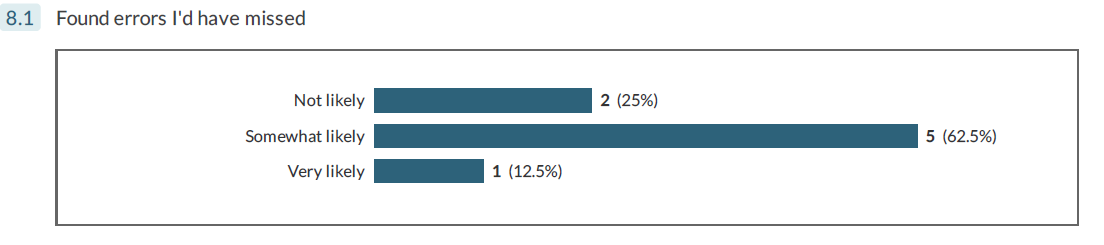 8.1 Found errors I'd have missed
Not likely 2 (25%)
Somewhat likely 5 (62.5%)
Very likely 1 (12.5%)